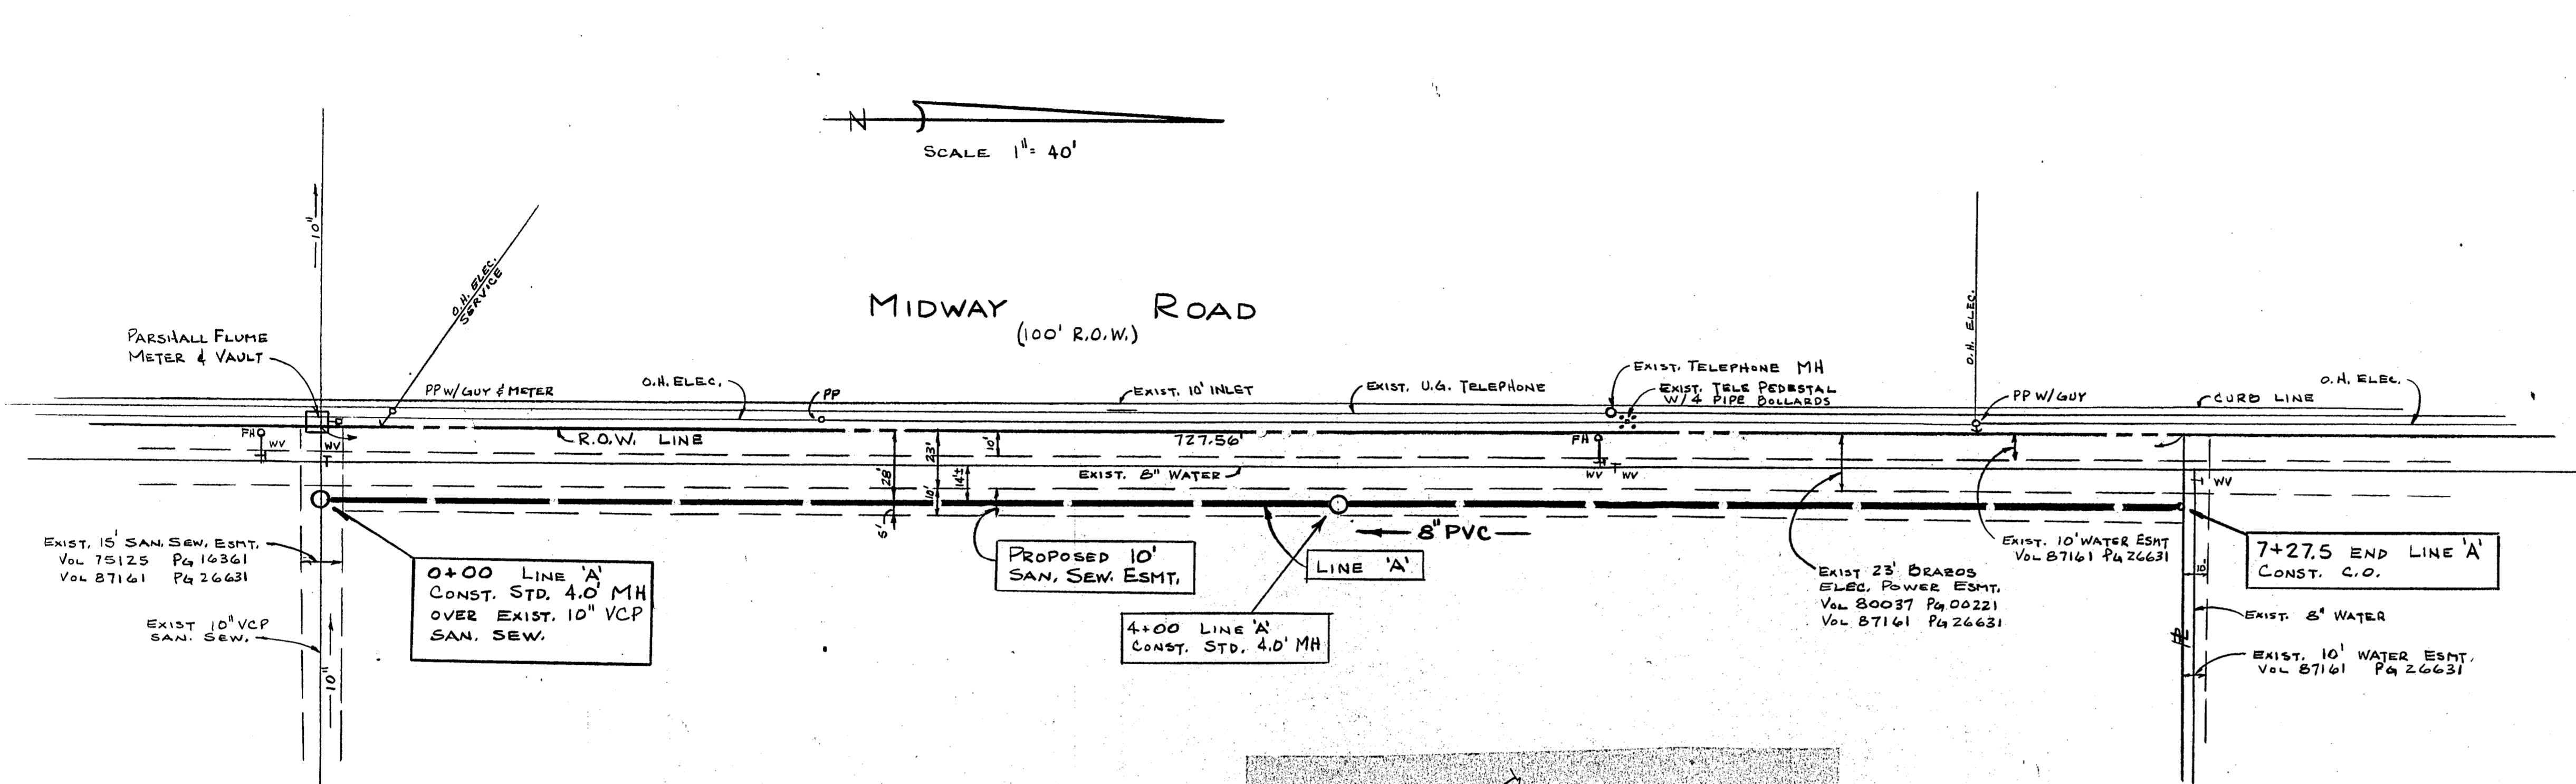 N
SCALE 1"= 40'
10"
O.H. ELEC.
SERVICE
MIDWAY ROAD
(100' R.O.W.)
O.H. ELEC.
PARSHALL FLUME
METER & VAULT
PP W/ GUY & METER
O.H. ELEC.
PP
EXIST. 10' INLET
EXIST. U.G. TELEPHONE
EXIST. TELEPHONE MH
EXIST. TELE PEDESTAL
W/ 4 PIPE BOLLARDS
PP W/ GUY
CURB LINE
O.H. ELEC.
FH
WV
WV
R.O.W. LINE
28'
23'
10'
14'±
10'
5'
727.56'
EXIST. 8" WATER
FH
WV
WV
WV
8" PVC
EXIST. 15' SAN. SEW. ESMT.
VOL 75125 PG 16361
VOL 87161 PG 26631
EXIST 10" VCP
SAN. SEW.
10"
0+00 LINE 'A'
CONST. STD. 4.0' MH
OVER EXIST. 10" VCP
SAN. SEW.
PROPOSED 10'
SAN. SEW. ESMT.
LINE 'A'
4+00 LINE 'A'
CONST. STD. 4.0' MH
EXIST 23' BRAZOS
ELEC. POWER ESMT.
VOL 80037 PG 00221
VOL 87161 PG 26631
EXIST. 10' WATER ESMT
VOL 87161 PG 26631
7+27.5 END LINE 'A'
CONST. C.O.
EXIST. 8" WATER
EXIST. 10' WATER ESMT.
VOL 87161 PG 26631